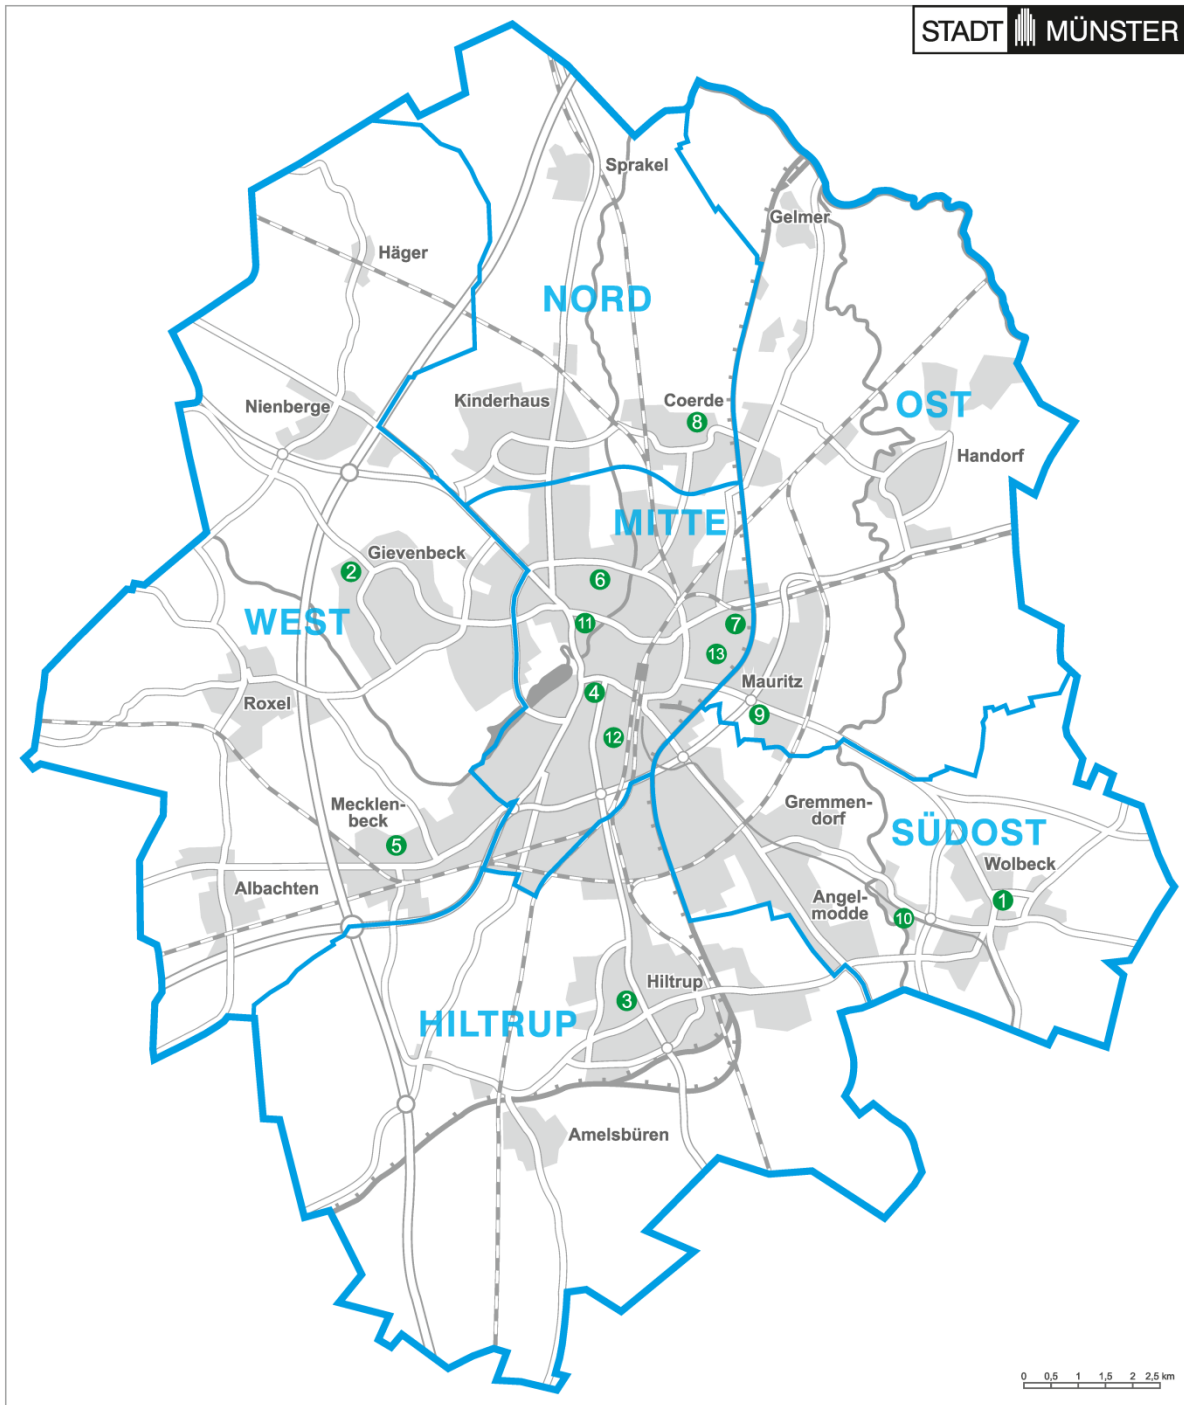 STADT MÜNSTER
Sprakel
Gelmer
Häger
NORD
Nienberge
Kinderhaus
Coerde
8
OST
Handorf
MITTE
Gievenbeck
2
6
WEST
11
7
13
Mauritz
Roxel
4
9
12
Mecklen-
beck
5
Gremmen-
dorf
SÜDOST
Wolbeck
Albachten
Angel-
modde
1
10
Hiltrup
3
HILTRUP
Amelsbüren
0 0,5 1 1,5 2 2,5 km